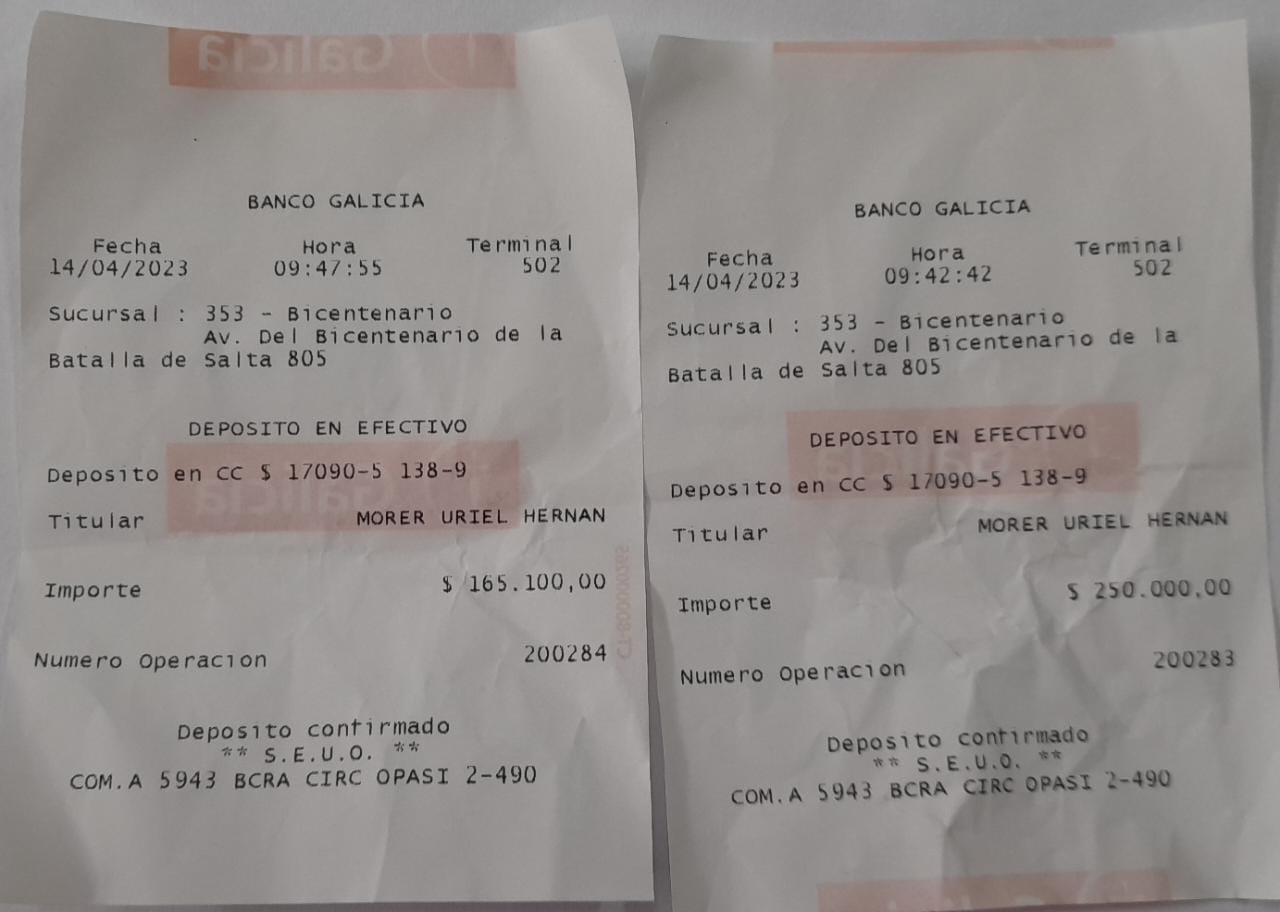 Galicia
BANCO GALICIA
Fecha Hora Terminal
14/04/2023 09:47:55 502
Sucursal : 353 - Bicentenario
Av. Del Bicentenario de la
Batalla de Salta 805
DEPOSITO EN EFECTIVO
Deposito en CC $ 17090-5 138-9
Galicia
Titular MORER URIEL HERNAN
Importe $ 165.100,00
Numero Operacion 200284
Deposito confirmado
** S.E.U.O. **
COM.A 5943 BCRA CIRC OPASI 2-490
BANCO GALICIA
Fecha Hora Terminal
14/04/2023 09:42:42 502
Sucursal : 353 - Bicentenario
Av. Del Bicentenario de la
Batalla de Salta 805
DEPOSITO EN EFECTIVO
Galicia
Deposito en CC $ 17090-5 138-9
Titular MORER URIEL HERNAN
Importe $ 250.000,00
Numero Operacion 200283
Deposito confirmado
** S.E.U.O. **
COM.A 5943 BCRA CIRC OPASI 2-490